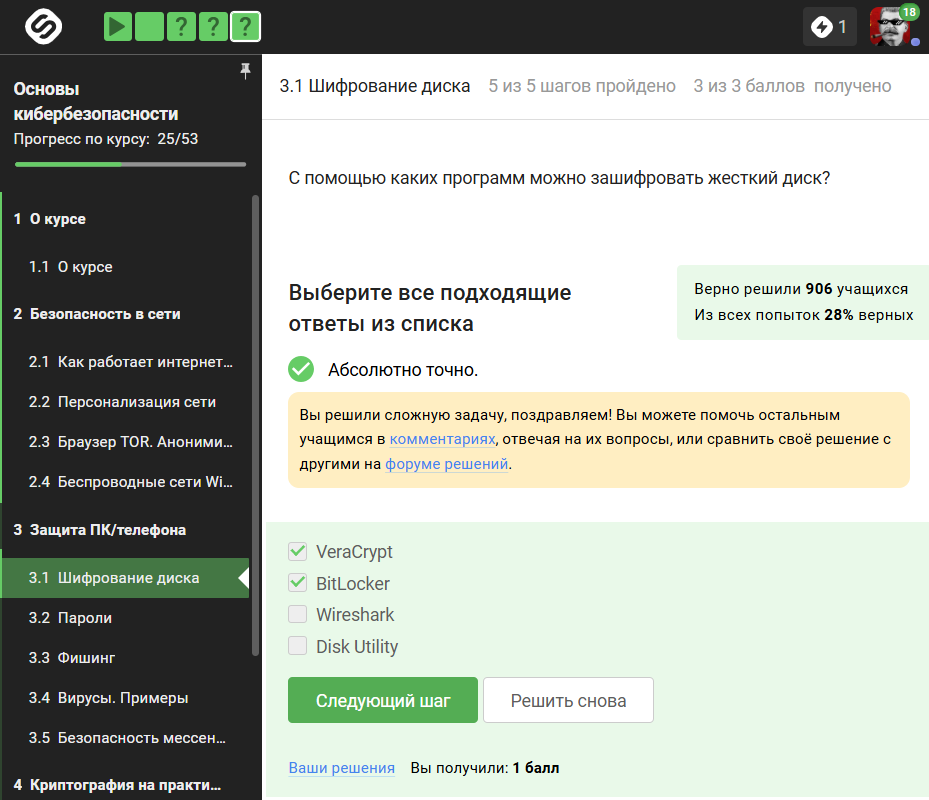 1
18
Основы
кибербезопасности
Прогресс по курсу: 25/53
1 О курсе
1.1 О курсе
2 Безопасность в сети
2.1 Как работает интернет...
2.2 Персонализация сети
2.3 Браузер TOR. Аноними...
2.4 Беспроводные сети Wi...
3 Защита ПК/телефона
3.1 Шифрование диска
3.2 Пароли
3.3 Фишинг
3.4 Вирусы. Примеры
3.5 Безопасность мессен...
4 Криптография на практи...
3.1 Шифрование диска 5 из 5 шагов пройдено 3 из 3 баллов получено
С помощью каких программ можно зашифровать жесткий диск?
Выберите все подходящие
ответы из списка
Верно решили 906 учащихся
Из всех попыток 28% верных
Абсолютно точно.
Вы решили сложную задачу, поздравляем! Вы можете помочь остальным
учащимся в комментариях, отвечая на их вопросы, или сравнить своё решение с
другими на форуме решений.
VeraCrypt
BitLocker
Wireshark
Disk Utility
Следующий шаг
Решить снова
Ваши решения Вы получили: 1 балл